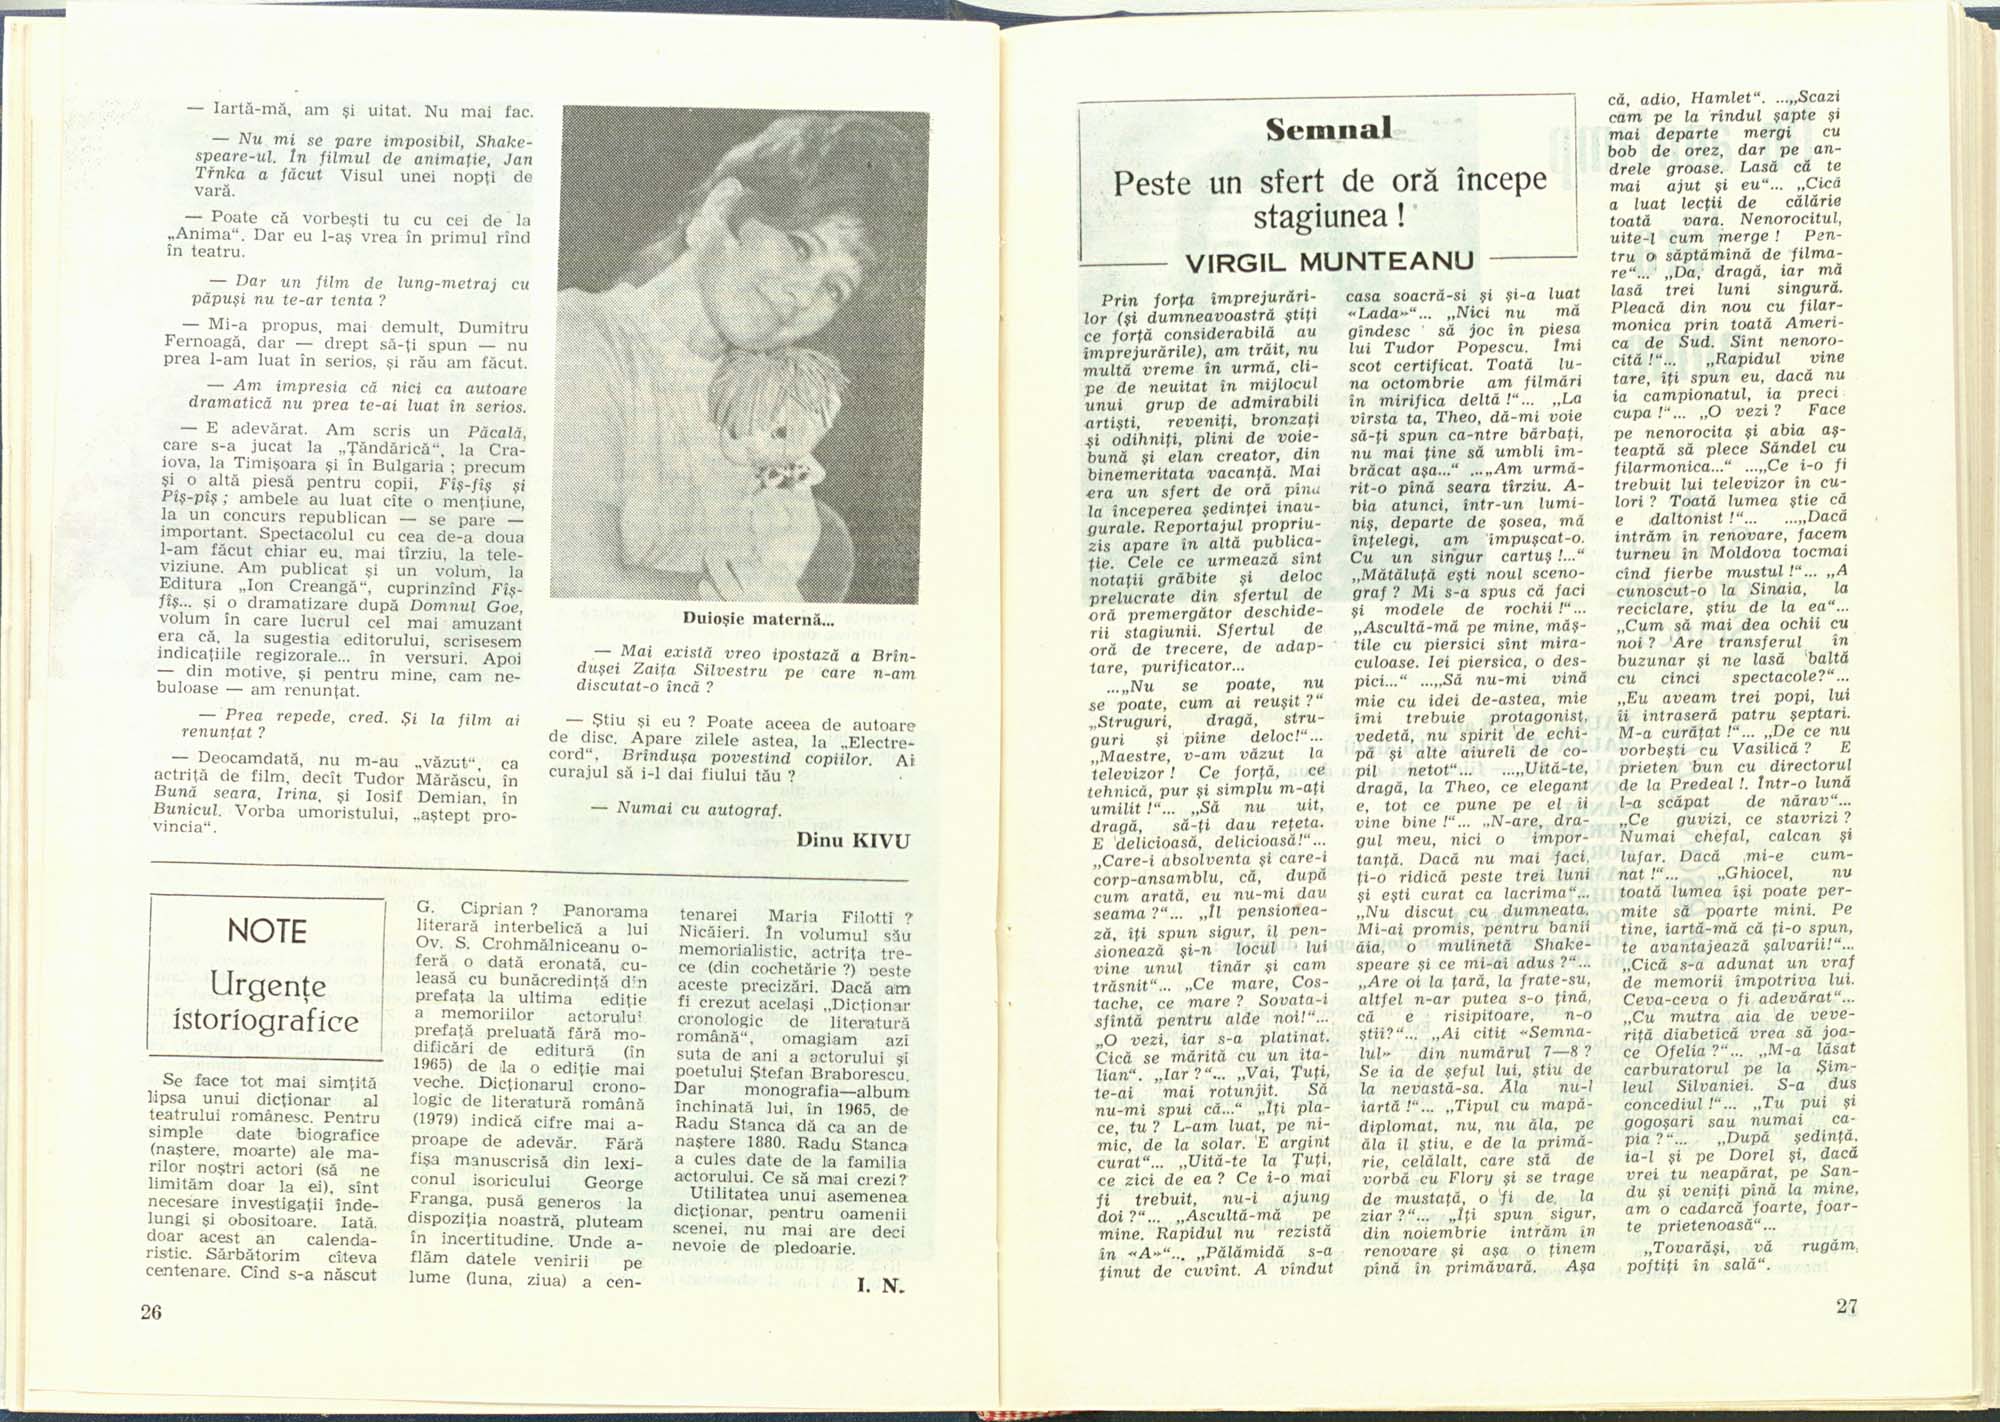 — Iartă-mă, am și uitat. Nu mai fac.
— Nu mi se pare imposibil, Shake-
speare-ul. În filmul de animație, Jan
Třnka a făcut Visul unei nopți de
vară.
— Poate că vorbești tu cu cei de la
„Anima“. Dar eu l-aș vrea în primul rînd
în teatru.
— Dar un film de lung-metraj cu
păpuși nu te-ar tenta ?
— Mi-a propus, mai demult, Dumitru
Fernoagă, dar — drept să-ți spun — nu
prea l-am luat în serios, și rău am făcut.
— Am impresia că nici ca autoare
dramatică nu prea te-ai luat în serios.
— E adevărat. Am scris un Păcală,
care s-a jucat la „Țăndărică“, la Cra-
iova, la Timișoara și în Bulgaria ; precum
și o altă piesă pentru copii, Fîș-fîș și
Pîș-pîș ; ambele au luat cîte o mențiune,
la un concurs republican — se pare —
important. Spectacolul cu cea de-a doua
l-am făcut chiar eu, mai tîrziu, la tele-
viziune. Am publicat și un volum, la
Editura „Ion Creangă“, cuprinzînd Fîș-
fîș... și o dramatizare după Domnul Goe,
volum în care lucrul cel mai amuzant
era că, la sugestia editorului, scrisesem
indicațiile regizorale... în versuri. Apoi
— din motive, și pentru mine, cam ne-
buloase — am renunțat.
— Prea repede, cred. Și la film ai
renunțat ?
— Deocamdată, nu m-au „văzut“, ca
actriță de film, decît Tudor Mărăscu, în
Bună seara, Irina, și Iosif Demian, în
Bunicul. Vorba umoristului, „aștept pro-
vincia“.
Duioșie maternă...
— Mai există vreo ipostază a Brîn-
dușei Zaița Silvestru pe care n-am
discutat-o încă ?
— Știu și eu ? Poate aceea de autoare
de disc. Apare zilele astea, la „Electre-
cord“, Brîndușa povestind copiilor. Ai
curajul să i-l dai fiului tău ?
— Numai cu autograf.
Dinu KIVU
NOTE
Urgențe
istoriografice
Se face tot mai simțită
lipsa unui dicționar al
teatrului românesc. Pentru
simple date biografice
(naștere, moarte) ale ma-
rilor noștri actori (să ne
limităm doar la ei), sînt
necesare investigații înde-
lungi și obositoare. Iată,
doar acest an calenda-
ristic. Sărbătorim cîteva
centenare. Cînd s-a născut
G. Ciprian ? Panorama
literară interbelică a lui
Ov. S. Crohmălniceanu o-
feră o dată eronată, cu-
leasă cu bunăcredință din
prefața la ultima ediție
a memoriilor actorului
prefață preluată fără mo-
dificări de editură (în
1965) de la o ediție mai
veche. Dicționarul crono-
logic de literatură română
(1979) indică cifre mai a-
proape de adevăr. Fără
fișa manuscrisă din lexi-
conul isoricului George
Franga, pusă generos la
dispoziția noastră, pluteam
în incertitudine. Unde a-
flăm datele venirii pe
lume (luna, ziua) a cen-
tenarei Maria Filotti ?
Nicăieri. În volumul său
memorialistic, actrița tre-
ce (din cochetărie ?) peste
aceste precizări. Dacă am
fi crezut același „Dicționar
cronologic de literatură
română“, omagiam azi
suta de ani a actorului și
poetului Ștefan Braborescu.
Dar monografia—album
închinată lui, în 1965, de
Radu Stanca dă ca an de
naștere 1880. Radu Stanca
a cules date de la familia
actorului. Ce să mai crezi?
Utilitatea unui asemenea
dicționar, pentru oamenii
scenei, nu mai are deci
nevoie de pledoarie.
I. N.
26
Semnal
Peste un sfert de oră începe
stagiunea !
VIRGIL MUNTEANU
Prin forța împrejurări-
lor (și dumneavoastră știți
ce forță considerabilă au
împrejurările), am trăit, nu
multă vreme în urmă, cli-
pe de neuitat în mijlocul
unui grup de admirabili
artiști, reveniți, bronzați
și odihniți, plini de voie-
bună și elan creator, din
binemeritata vacanță. Mai
era un sfert de oră pînă
la începerea ședinței inau-
gurale. Reportajul propriu-
zis apare în altă publica-
ție. Cele ce urmează sînt
notații grăbite și deloc
prelucrate din sfertul de
oră premergător deschide-
rii stagiunii. Sfertul de
oră de trecere, de adap-
tare, purificator...
...„Nu se poate, nu
se poate, cum ai reușit ?“
„Struguri, dragă, stru-
guri și pîine deloc!“...
„Maestre, v-am văzut la
televizor ! Ce forță, ce
tehnică, pur și simplu m-ați
umilit !“... „Să nu uit,
dragă, să-ți dau rețeta.
E delicioasă, delicioasă!“...
„Care-i absolventa și care-i
corp-ansamblu, că, după
cum arată, eu nu-mi dau
seama ?“... „Îl pensionea-
ză, îți spun sigur, îl pen-
sionează și-n locul lui
vine unul tînăr și cam
trăsnit“... „Ce mare, Cos-
tache, ce mare ? Sovata-i
sfîntă pentru alde noi!“...
„O vezi, iar s-a platinat.
Cică se mărită cu un ita-
lian“. „Iar ?“... „Vai, Țuți,
te-ai mai rotunjit. Să
nu-mi spui că...“ „Îți pla-
ce, tu ? L-am luat, pe ni-
mic, de la solar. E argint
curat“... „Uită-te la Țuți,
ce zici de ea ? Ce i-o mai
fi trebuit, nu-i ajung
doi ?“... „Ascultă-mă pe
mine. Rapidul nu rezistă
în «A»“... „Pălămidă s-a
ținut de cuvînt. A vîndut
casa soacră-si și și-a luat
«Lada»“... „Nici nu mă
gîndesc să joc în piesa
lui Tudor Popescu. Îmi
scot certificat. Toată lu-
na octombrie am filmări
în mirifica deltă !“... „La
vîrsta ta, Theo, dă-mi voie
să-ți spun ca-ntre bărbați,
nu mai ține să umbli îm-
brăcat așa...“ ...„Am urmă-
rit-o pînă seara tîrziu. A-
bia atunci, într-un lumi-
niș, departe de șosea, mă
înțelegi, am împușcat-o.
Cu un singur cartuș !...“
„Mătăluță ești noul sceno-
graf ? Mi s-a spus că faci
și modele de rochii !“...
„Ascultă-mă pe mine, măș-
tile cu piersici sînt mira-
culoase. Iei piersica, o des-
pici...“ ...„Să nu-mi vină
mie cu idei de-astea, mie
îmi trebuie protagonist,
vedetă, nu spirit de echi-
pă și alte aiureli de co-
pil netot“... ...„Uită-te,
dragă, la Theo, ce elegant
e, tot ce pune pe el îi
vine bine !“... „N-are, dra-
gul meu, nici o impor-
tanță. Dacă nu mai faci,
ți-o ridică peste trei luni
și ești curat ca lacrima“...
„Nu discut cu dumneata.
Mi-ai promis, pentru banii
ăia, o mulinetă Shake-
speare și ce mi-ai adus ?“...
„Are oi la țară, la frate-su,
altfel n-ar putea s-o țină,
că e risipitoare, n-o
știi?“... „Ai citit «Semna-
lul» din numărul 7—8 ?
Se ia de șeful lui, știu de
la nevastă-sa. Ăla nu-l
iartă !“... „Tipul cu mapă-
diplomat, nu, nu ăla, pe
ăla îl știu, e de la primă-
rie, celălalt, care stă de
vorbă cu Flory și se trage
de mustață, o fi de la
ziar ?“... „Îți spun sigur,
din noiembrie intrăm în
renovare și așa o ținem
pînă în primăvară. Așa
că, adio, Hamlet“. ...„Scazi
cam pe la rîndul șapte și
mai departe mergi cu
bob de orez, dar pe an-
drele groase. Lasă că te
mai ajut și eu“... „Cică
a luat lecții de călărie
toată vara. Nenorocitul,
uite-l cum merge ! Pen-
tru o săptămînă de filma-
re“... „Da, dragă, iar mă
lasă trei luni singură.
Pleacă din nou cu filar-
monica prin toată Ameri-
ca de Sud. Sînt nenoro-
cită !“... „Rapidul vine
tare, îți spun eu, dacă nu
ia campionatul, ia preci
cupa !“... „O vezi ? Face
pe nenorocita și abia aș-
teaptă să plece Săndel cu
filarmonica...“ ...„Ce i-o fi
trebuit lui televizor în cu-
lori ? Toată lumea știe că
e daltonist !“... ...„Dacă
intrăm în renovare, facem
turneu în Moldova tocmai
cînd fierbe mustul !“... „A
cunoscut-o la Sinaia, la
reciclare, știu de la ea“...
„Cum să mai dea ochii cu
noi ? Are transferul în
buzunar și ne lasă baltă
cu cinci spectacole?“...
„Eu aveam trei popi, lui
îi intraseră patru șeptari.
M-a curățat !“... „De ce nu
vorbești cu Vasilică ? E
prieten bun cu directorul
de la Predeal !. Într-o lună
l-a scăpat de nărav“...
„Ce guvizi, ce stavrizi ?
Numai chefal, calcan și
lufar. Dacă mi-e cum-
nat !“... „Ghiocel, nu
toată lumea își poate per-
mite să poarte mini. Pe
tine, iartă-mă că ți-o spun,
te avantajează șalvarii!“...
„Cică s-a adunat un vraf
de memorii împotriva lui.
Ceva-ceva o fi adevărat“...
„Cu mutra aia de veve-
riță diabetică vrea să joa-
ce Ofelia ?“... „M-a lăsat
carburatorul pe la Șim-
leul Silvaniei. S-a dus
concediul !“... „Tu pui și
gogoșari sau numai ca-
pia ?“... „După ședință,
ia-l și pe Dorel și, dacă
vrei tu neapărat, pe San-
du și veniți pînă la mine,
am o cadarcă foarte, foar-
te prietenoasă“...
„Tovarăși, vă rugăm,
poftiți în sală“.
27